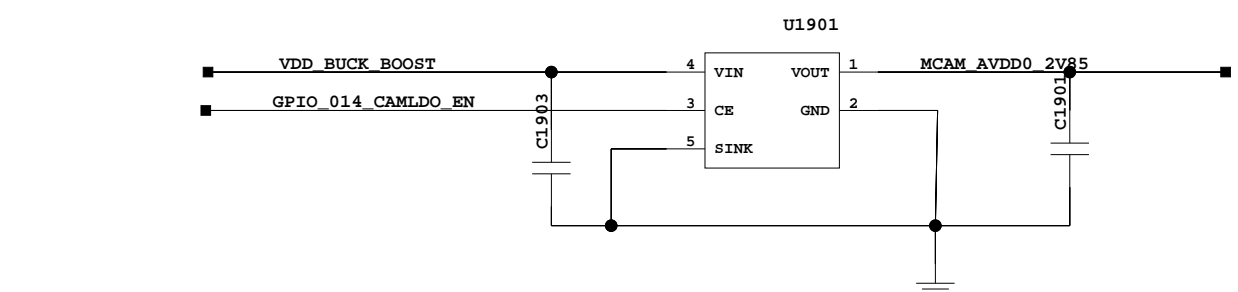 U1901
VDD_BUCK_BOOST
4
VIN
VOUT
1
MCAM_AVDD0_2V85
GPIO_014_CAMLDO_EN
3
CE
GND
2
C1903
C1901
5
SINK